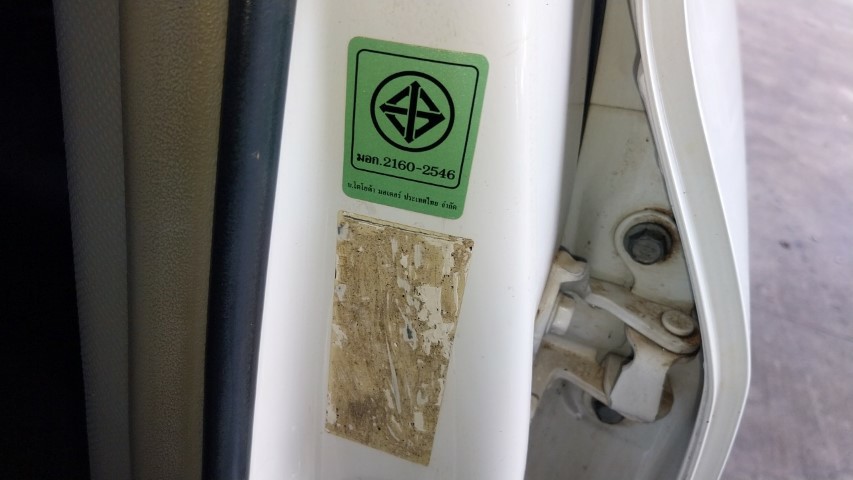 มอก.2160-2546
บ.โตโยต้า มอเตอร์ ประเทศไทย จำกัด